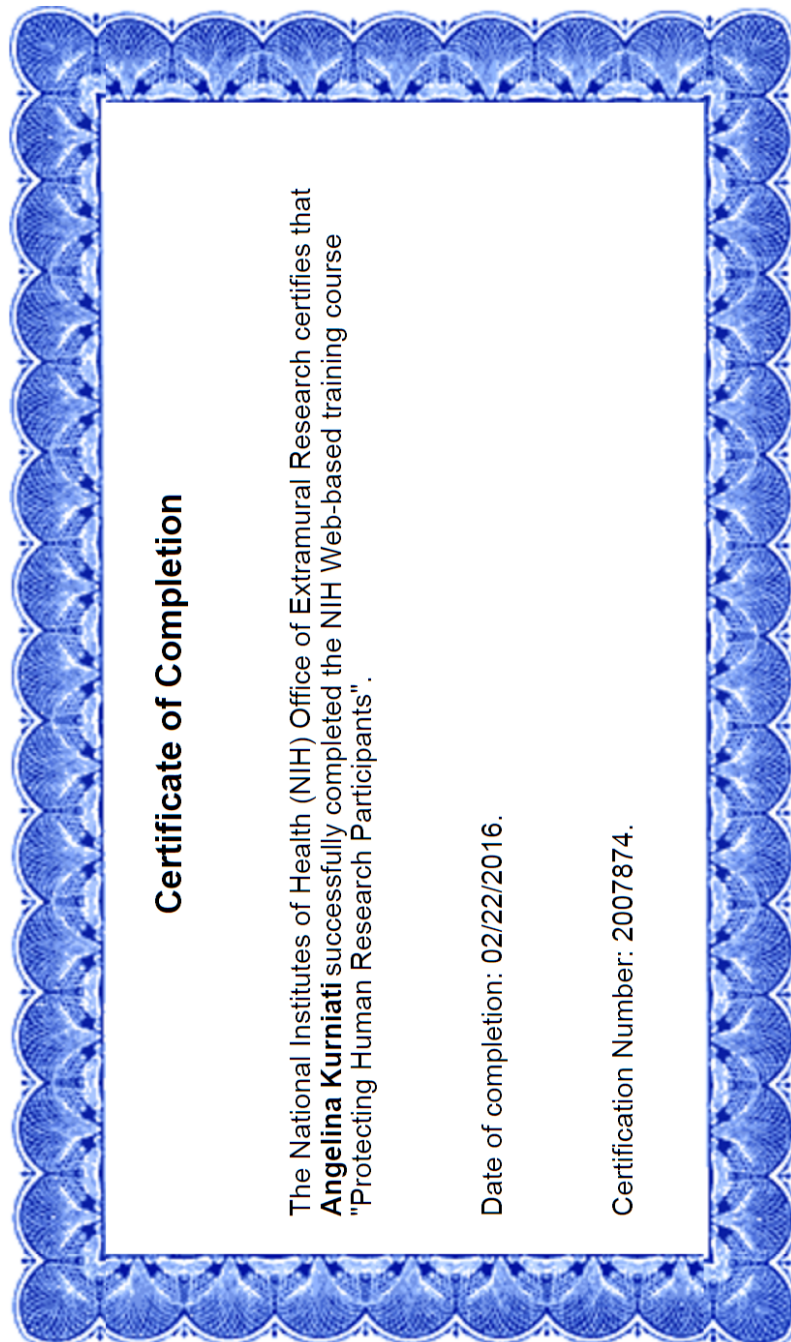 Certificate of Completion
The National Institutes of Health (NIH) Office of Extramural Research certifies that
Angelina Kurniati successfully completed the NIH Web-based training course
"Protecting Human Research Participants".
Date of completion: 02/22/2016.
Certification Number: 2007874.